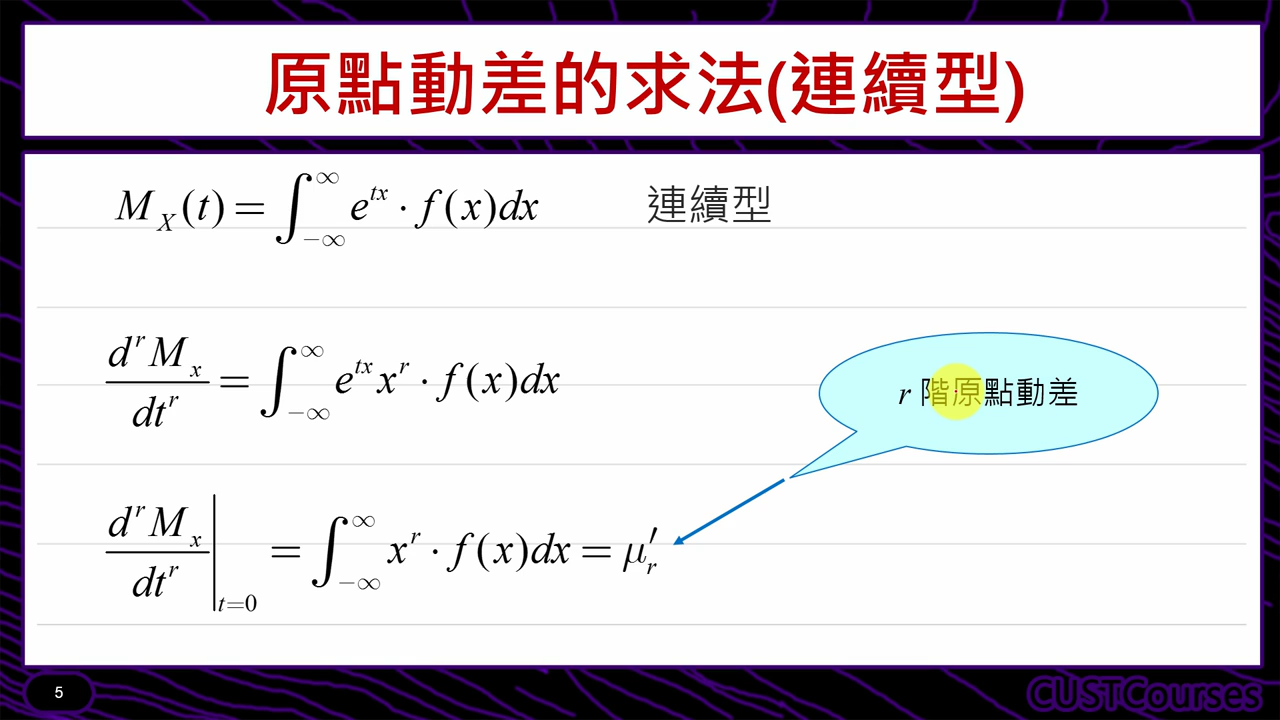 原點動差的求法(連續型)
M_X(t) = ∫_{-∞}^{∞} e^{tx} · f(x)dx 連續型
d^r M_x / dt^r = ∫_{-∞}^{∞} e^{tx} x^r · f(x)dx
r 階原點動差
d^r M_x / dt^r |_{t=0} = ∫_{-∞}^{∞} x^r · f(x)dx = μ′_r
5
CUSTCourses